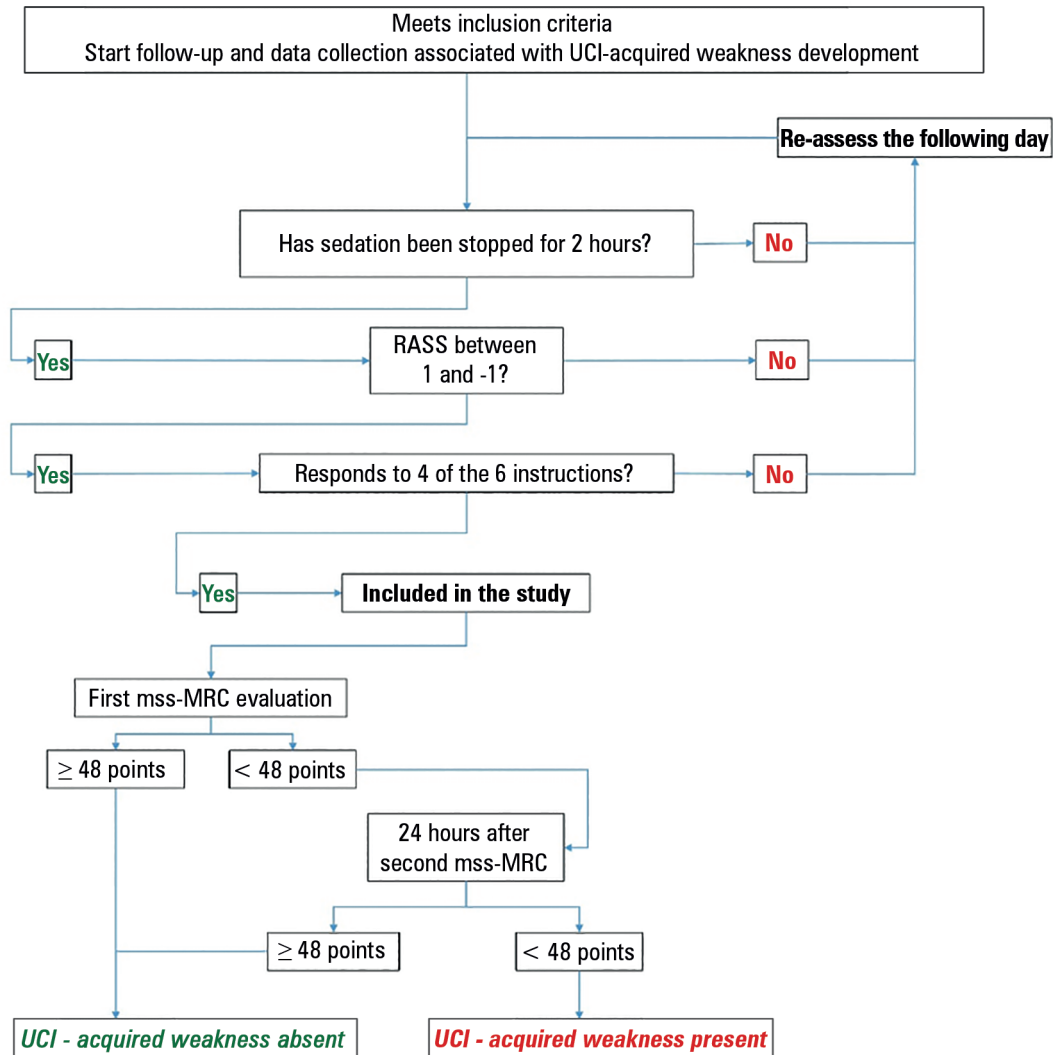 Meets inclusion criteria
Start follow-up and data collection associated with UCI-acquired weakness development
Re-assess the following day
Has sedation been stopped for 2 hours?
No
Yes
RASS between
1 and -1?
No
Yes
Responds to 4 of the 6 instructions?
No
Yes
Included in the study
First mss-MRC evaluation
≥ 48 points
< 48 points
24 hours after
second mss-MRC
≥ 48 points
< 48 points
UCI - acquired weakness absent
UCI - acquired weakness present